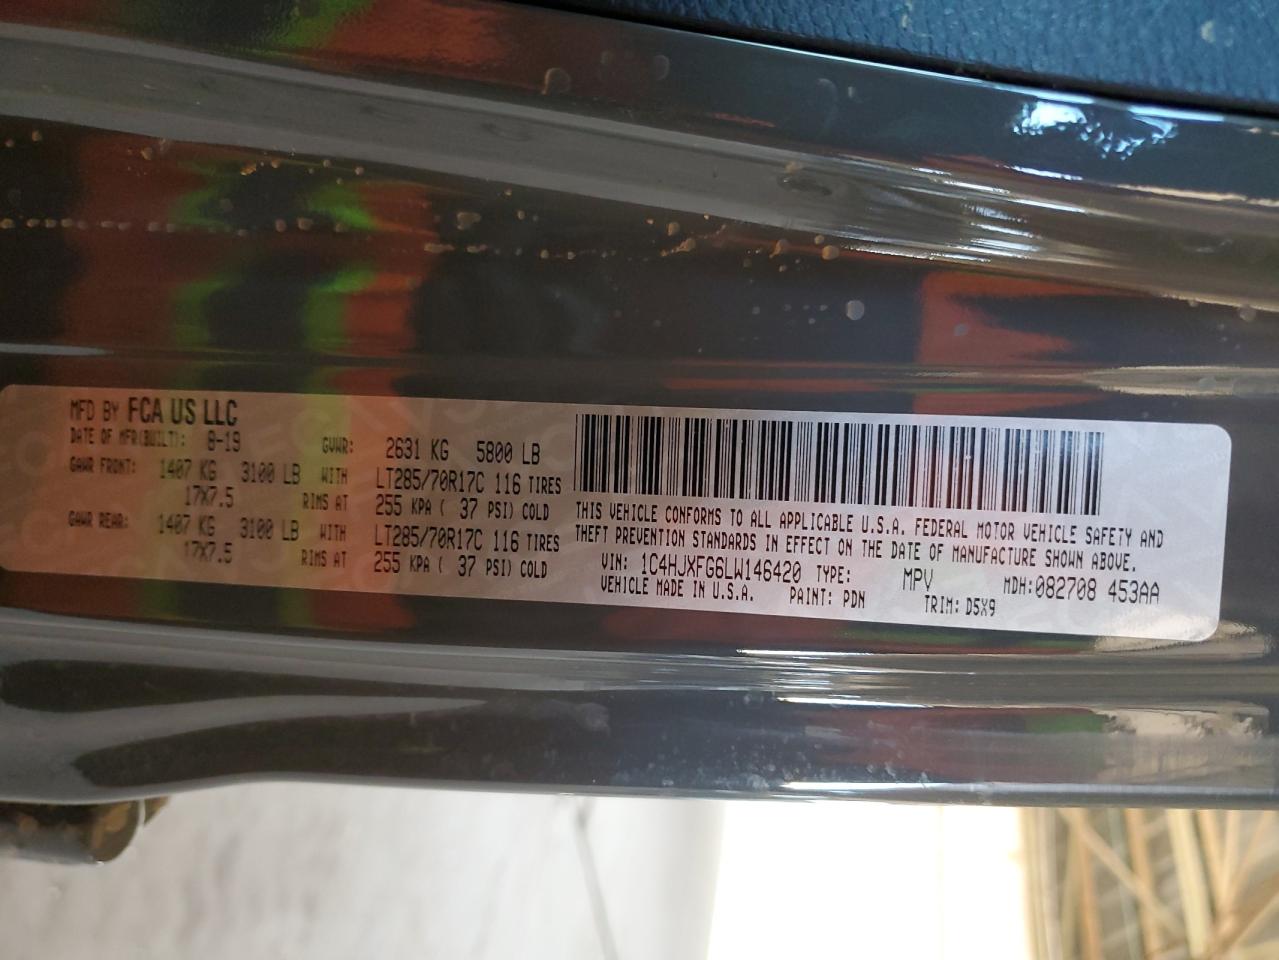 MFD BY FCA US LLC
DATE OF MFR(BUILT): 8-19 GVWR: 2631 KG 5800 LB
GAWR FRONT: 1407 KG 3100 LB WITH LT285/70R17C 116 TIRES
17X7.5 RIMS AT 255 KPA ( 37 PSI) COLD
GAWR REAR: 1407 KG 3100 LB WITH LT285/70R17C 116 TIRES
17X7.5 RIMS AT 255 KPA ( 37 PSI) COLD
THIS VEHICLE CONFORMS TO ALL APPLICABLE U.S.A. FEDERAL MOTOR VEHICLE SAFETY AND
THEFT PREVENTION STANDARDS IN EFFECT ON THE DATE OF MANUFACTURE SHOWN ABOVE.
VIN: 1C4HJXFG6LW146420 TYPE: MPV MDH:082708 453AA
VEHICLE MADE IN U.S.A. PAINT: PDN TRIM: D5X9